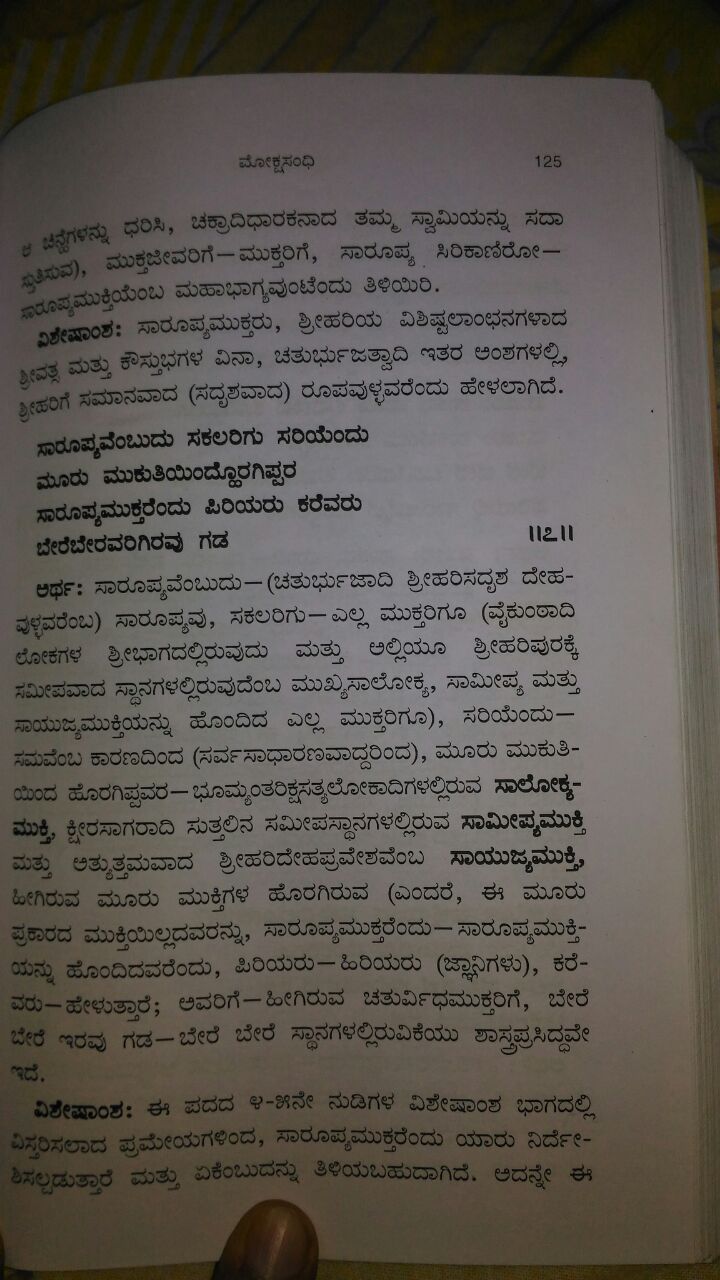 ಮೋಕ್ಷಸಂಧಿ 125
ಚಿನ್ಹೆಗಳನ್ನು ಧರಿಸಿ, ಚಕ್ರಾದಿಧಾರಕನಾದ ತಮ್ಮ ಸ್ವಾಮಿಯನ್ನು ಸದಾ
ಸ್ತುತಿಸುವ), ಮುಕ್ತಜೀವರಿಗೆ—ಮುಕ್ತರಿಗೆ, ಸಾರೂಪ್ಯ ಸಿರಿಕಾಣಿರೋ—
ಸಾರೂಪ್ಯಮುಕ್ತಿಯೆಂಬ ಮಹಾಭಾಗ್ಯವುಂಟೆಂದು ತಿಳಿಯಿರಿ.
ವಿಶೇಷಾಂಶ: ಸಾರೂಪ್ಯಮುಕ್ತರು, ಶ್ರೀಹರಿಯ ವಿಶಿಷ್ಟಲಾಂಛನಗಳಾದ
ಶ್ರೀವತ್ಸ ಮತ್ತು ಕೌಸ್ತುಭಗಳ ವಿನಾ, ಚತುರ್ಭುಜತ್ವಾದಿ ಇತರ ಅಂಶಗಳಲ್ಲಿ,
ಶ್ರೀಹರಿಗೆ ಸಮಾನವಾದ (ಸದೃಶವಾದ) ರೂಪವುಳ್ಳವರೆಂದು ಹೇಳಲಾಗಿದೆ.
ಸಾರೂಪ್ಯವೆಂಬುದು ಸಕಲರಿಗು ಸರಿಯೆಂದು
ಮೂರು ಮುಕುತಿಯಿಂದ್ಹೊರಗಿಪ್ಪರ
ಸಾರೂಪ್ಯಮುಕ್ತರೆಂದು ಪಿರಿಯರು ಕರೆವರು
ಬೇರೆಬೇರವರಿಗಿರವು ಗಡ ||೭||
ಅರ್ಥ: ಸಾರೂಪ್ಯವೆಂಬುದು—(ಚತುರ್ಭುಜಾದಿ ಶ್ರೀಹರಿಸದೃಶ ದೇಹ-
ವುಳ್ಳವರೆಂಬ) ಸಾರೂಪ್ಯವು, ಸಕಲರಿಗು—ಎಲ್ಲ ಮುಕ್ತರಿಗೂ (ವೈಕುಂಠಾದಿ
ಲೋಕಗಳ ಶ್ರೀಭಾಗದಲ್ಲಿರುವುದು ಮತ್ತು ಅಲ್ಲಿಯೂ ಶ್ರೀಹರಿಪುರಕ್ಕೆ
ಸಮೀಪವಾದ ಸ್ಥಾನಗಳಲ್ಲಿರುವುದೆಂಬ ಮುಖ್ಯಸಾಲೋಕ್ಯ, ಸಾಮೀಪ್ಯ ಮತ್ತು
ಸಾಯುಜ್ಯಮುಕ್ತಿಯನ್ನು ಹೊಂದಿದ ಎಲ್ಲ ಮುಕ್ತರಿಗೂ), ಸರಿಯೆಂದು—
ಸಮವೆಂಬ ಕಾರಣದಿಂದ (ಸರ್ವಸಾಧಾರಣವಾದ್ದರಿಂದ), ಮೂರು ಮುಕುತಿ-
ಯಿಂದ ಹೊರಗಿಪ್ಪವರ—ಭೂಮ್ಯಂತರಿಕ್ಷಸತ್ಯಲೋಕಾದಿಗಳಲ್ಲಿರುವ ಸಾಲೋಕ್ಯ-
ಮುಕ್ತಿ, ಕ್ಷೀರಸಾಗರಾದಿ ಸುತ್ತಲಿನ ಸಮೀಪಸ್ಥಾನಗಳಲ್ಲಿರುವ ಸಾಮೀಪ್ಯಮುಕ್ತಿ
ಮತ್ತು ಅತ್ಯುತ್ತಮವಾದ ಶ್ರೀಹರಿದೇಹಪ್ರವೇಶವೆಂಬ ಸಾಯುಜ್ಯಮುಕ್ತಿ,
ಹೀಗಿರುವ ಮೂರು ಮುಕ್ತಿಗಳ ಹೊರಗಿರುವ (ಎಂದರೆ, ಈ ಮೂರು
ಪ್ರಕಾರದ ಮುಕ್ತಿಯಿಲ್ಲದವರನ್ನು, ಸಾರೂಪ್ಯಮುಕ್ತರೆಂದು—ಸಾರೂಪ್ಯಮುಕ್ತಿ-
ಯನ್ನು ಹೊಂದಿದವರೆಂದು, ಪಿರಿಯರು—ಹಿರಿಯರು (ಜ್ಞಾನಿಗಳು), ಕರೆ-
ವರು—ಹೇಳುತ್ತಾರೆ; ಅವರಿಗೆ—ಹೀಗಿರುವ ಚತುರ್ವಿಧಮುಕ್ತರಿಗೆ, ಬೇರೆ
ಬೇರೆ ಇರವು ಗಡ—ಬೇರೆ ಬೇರೆ ಸ್ಥಾನಗಳಲ್ಲಿರುವಿಕೆಯು ಶಾಸ್ತ್ರಪ್ರಸಿದ್ಧವೇ
ಇದೆ.
ವಿಶೇಷಾಂಶ: ಈ ಪದದ ೪-೫ನೇ ನುಡಿಗಳ ವಿಶೇಷಾಂಶ ಭಾಗದಲ್ಲಿ
ವಿಸ್ತರಿಸಲಾದ ಪ್ರಮೇಯಗಳಿಂದ, ಸಾರೂಪ್ಯಮುಕ್ತರೆಂದು ಯಾರು ನಿರ್ದೇ-
ಶಿಸಲ್ಪಡುತ್ತಾರೆ ಮತ್ತು ಏಕೆಂಬುದನ್ನು ತಿಳಿಯಬಹುದಾಗಿದೆ. ಅದನ್ನೇ ಈ